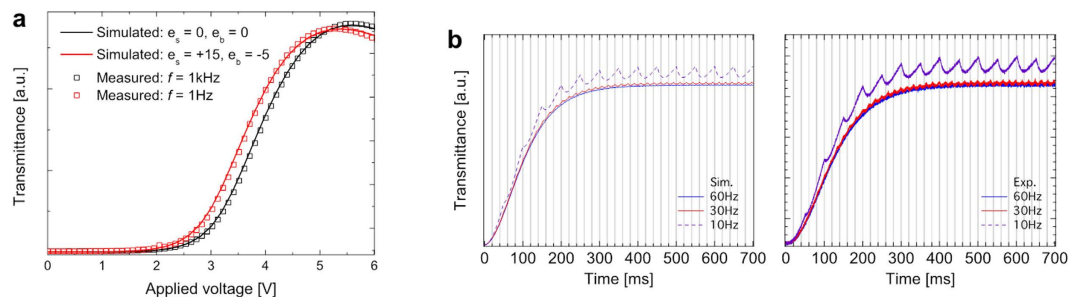 a
Simulated: e_s = 0, e_b = 0
Simulated: e_s = +15, e_b = -5
Measured: f = 1kHz
Measured: f = 1Hz
Transmittance [a.u.]
0 1 2 3 4 5 6
Applied voltage [V]
b
Transmittance [a.u.]
Sim.
60Hz
30Hz
10Hz
0 100 200 300 400 500 600 700
Time [ms]
Exp.
60Hz
30Hz
10Hz
0 100 200 300 400 500 600 700
Time [ms]